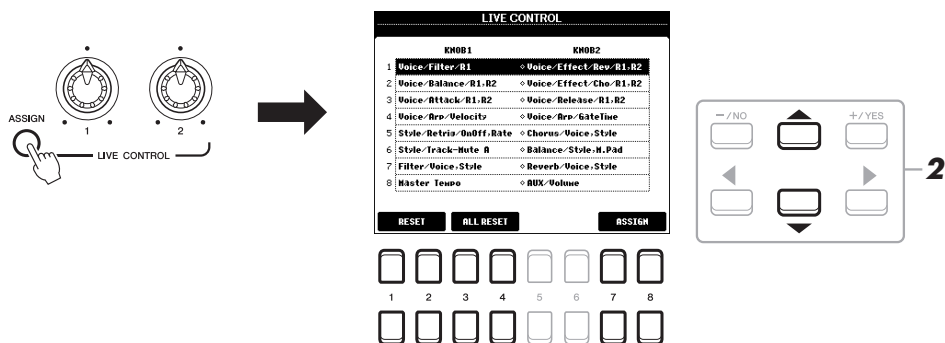 ASSIGN
1
2
LIVE CONTROL
LIVE CONTROL
KNOB1 KNOB2
1 Voice/Filter/R1 Voice/Effect/Rev/R1,R2
2 Voice/Balance/R1,R2 Voice/Effect/Cho/R1,R2
3 Voice/Attack/R1,R2 Voice/Release/R1,R2
4 Voice/Arp/Velocity Voice/Arp/GateTime
5 Style/Retrig/OnOff,Rate Chorus/Voice,Style
6 Style/Track-Mute A Balance/Style,M.Pad
7 Filter/Voice,Style Reverb/Voice,Style
8 Master Tempo AUX/Volume
RESET ALL RESET ASSIGN
1 2 3 4 5 6 7 8
−/NO +/YES
2